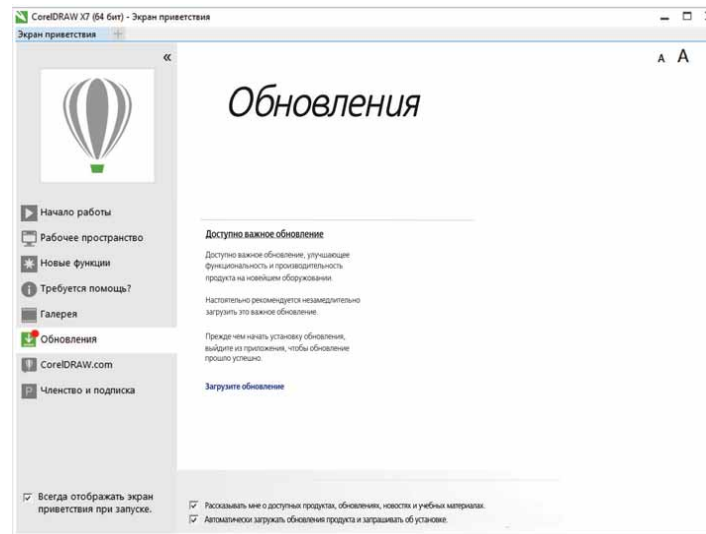 CorelDRAW X7 (64 бит) - Экран приветствия
Экран приветствия
«
A A
Обновления
Начало работы
Рабочее пространство
Новые функции
Требуется помощь?
Галерея
Обновления
CorelDRAW.com
Членство и подписка
Доступно важное обновление
Доступно важное обновление, улучшающее
функциональность и производительность
продукта на новейшем оборужовании.
Настоятельно рекомендуется незамедлительно
загрузить это важное обновление.
Прежде чем начать установку обновления,
выйдите из приложения, чтобы обновление
прошло успешно.
Загрузите обновление
Всегда отображать экран
приветствия при запуске.
Рассказывать мне о доступных продуктах, обновлениях, новостях и учебных материалах.
Автоматически загружать обновления продукта и запрашивать об установке.